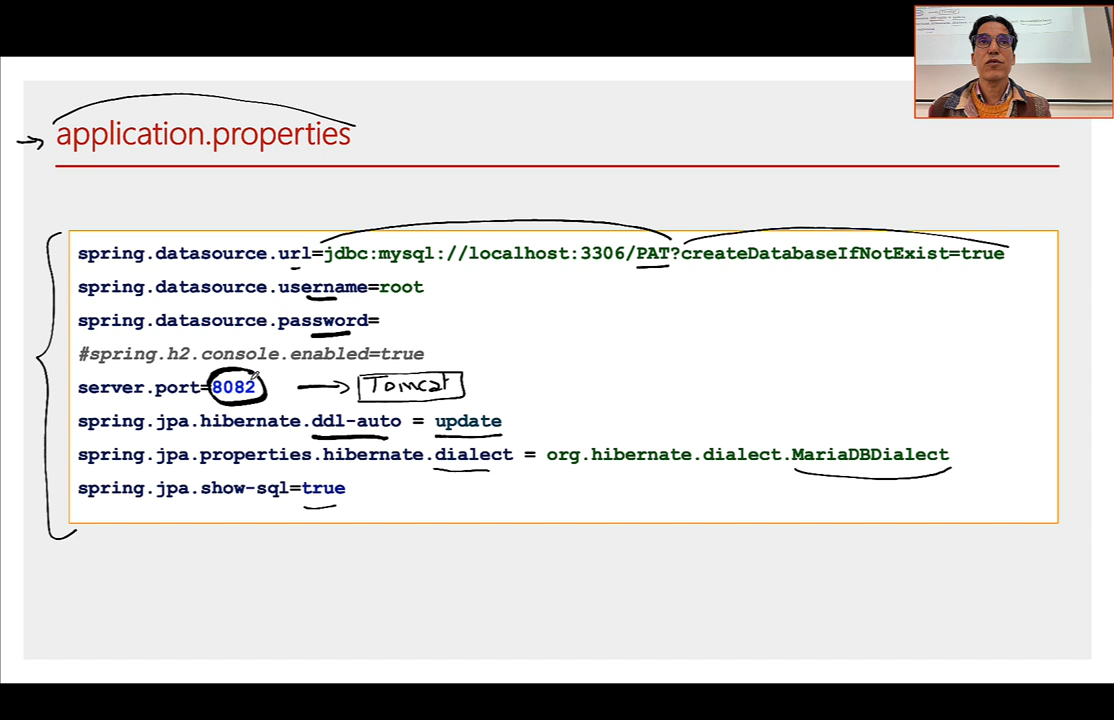 application.properties
spring.datasource.url=jdbc:mysql://localhost:3306/PAT?createDatabaseIfNotExist=true
spring.datasource.username=root
spring.datasource.password=
#spring.h2.console.enabled=true
server.port=8082 Tomcat
spring.jpa.hibernate.ddl-auto = update
spring.jpa.properties.hibernate.dialect = org.hibernate.dialect.MariaDBDialect
spring.jpa.show-sql=true